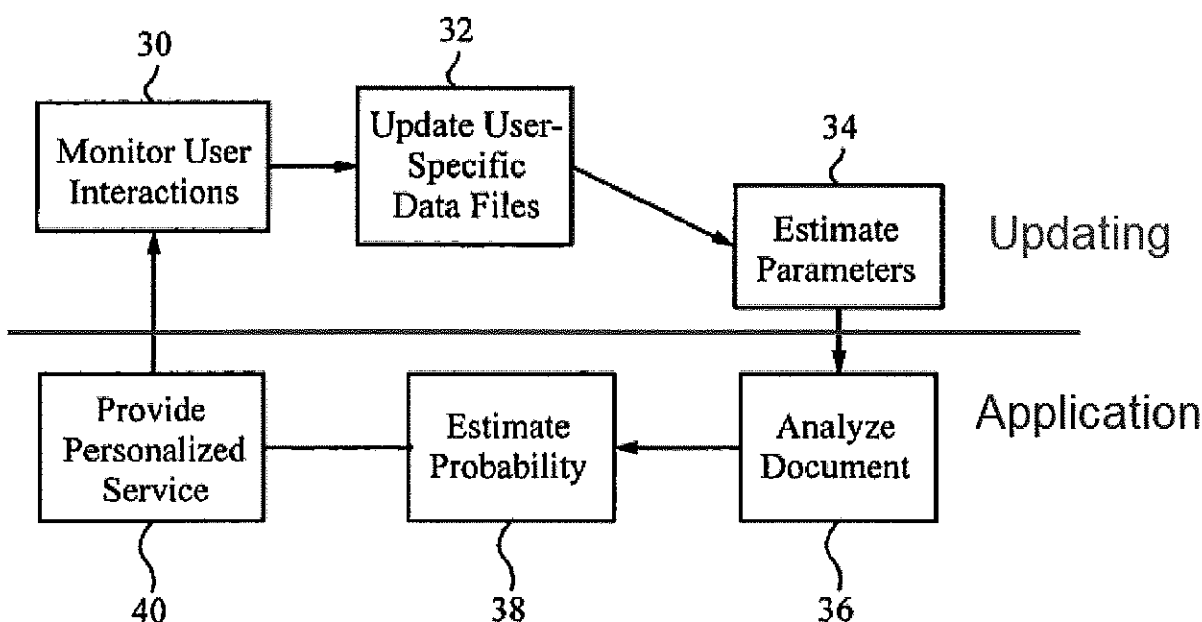 30
32
34
Monitor User
Interactions
Update User-
Specific
Data Files
Estimate
Parameters
Updating
Provide
Personalized
Service
Estimate
Probability
Analyze
Document
Application
40
38
36